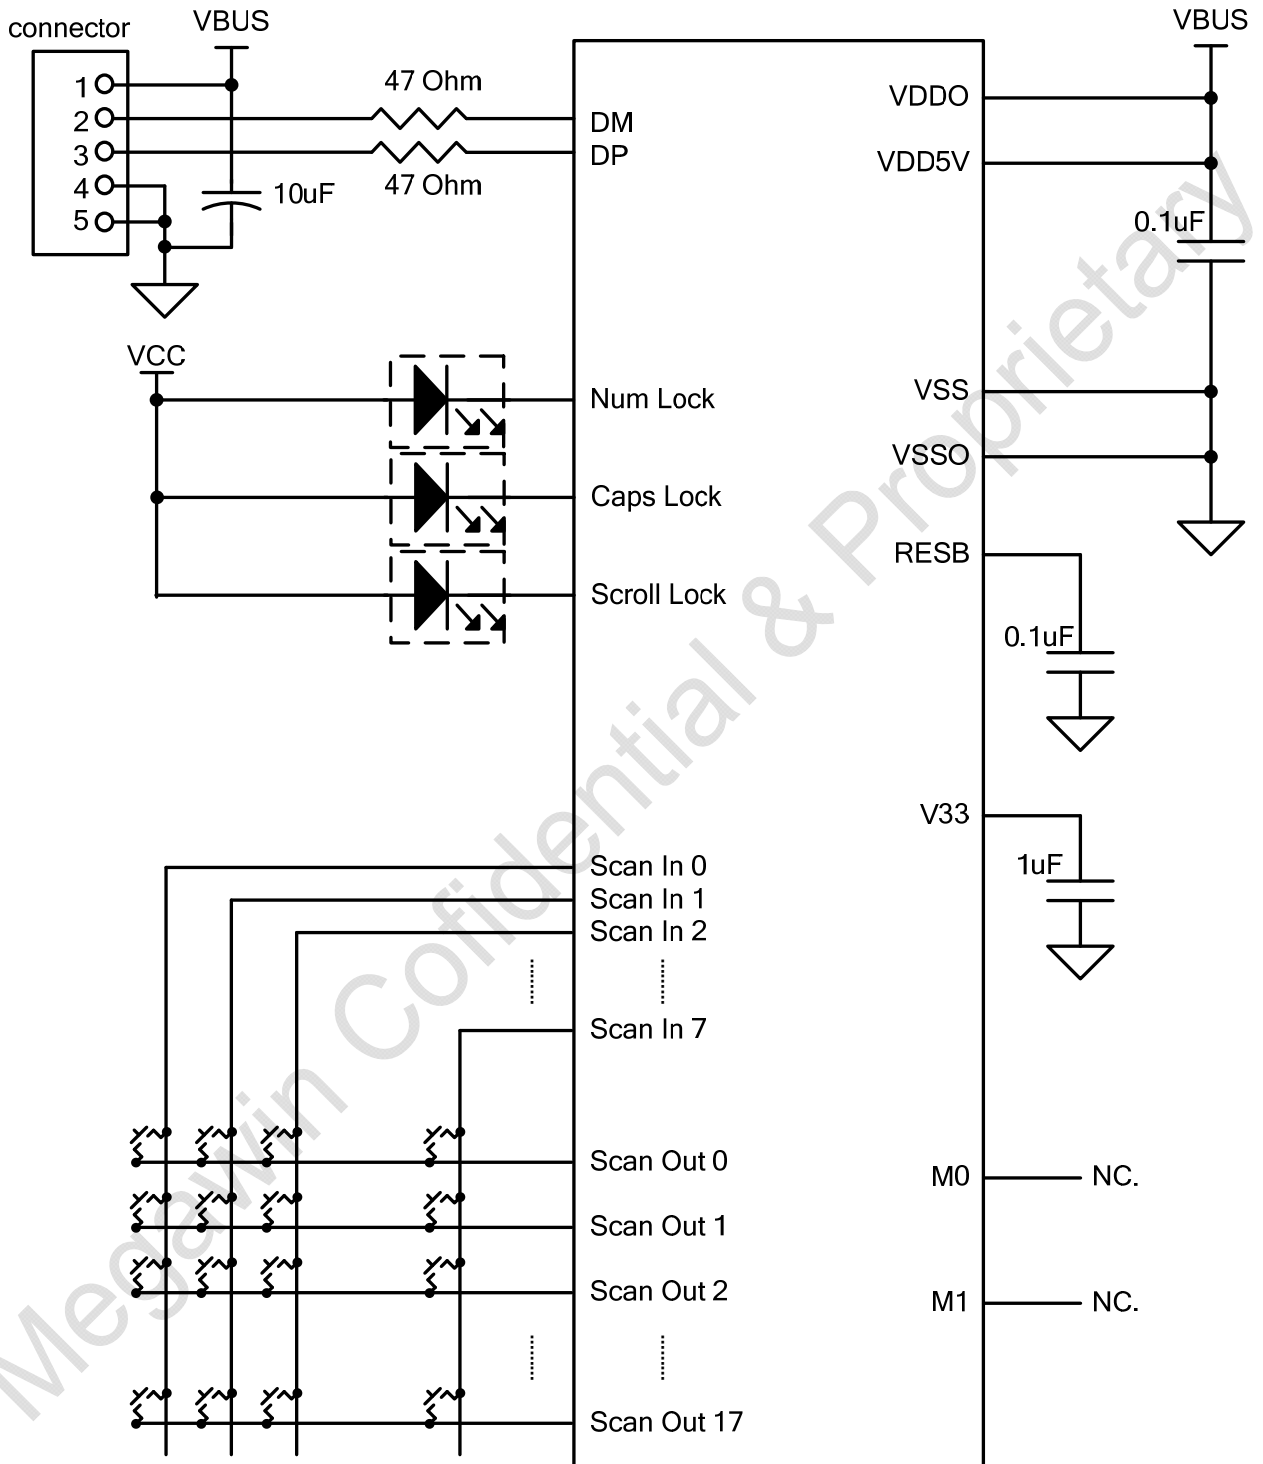 connector
VBUS
1
2
3
4
5
47 Ohm
47 Ohm
10uF
VCC
DM
DP
Num Lock
Caps Lock
Scroll Lock
Scan In 0
Scan In 1
Scan In 2
Scan In 7
Scan Out 0
Scan Out 1
Scan Out 2
Scan Out 17
VBUS
VDDO
VDD5V
0.1uF
VSS
VSSO
RESB
0.1uF
V33
1uF
M0
NC.
M1
NC.
Megawin Cofidential & Proprietary